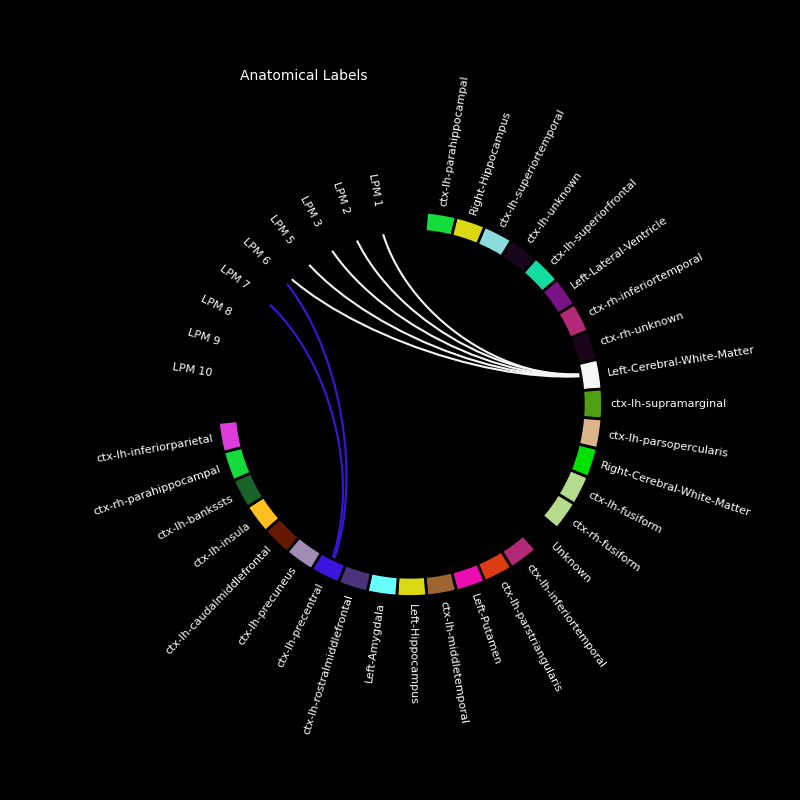 Anatomical Labels
ctx-lh-parahippocampal
Right-Hippocampus
ctx-lh-superiortemporal
ctx-lh-unknown
ctx-lh-superiorfrontal
Left-Lateral-Ventricle
ctx-rh-inferiortemporal
ctx-rh-unknown
Left-Cerebral-White-Matter
ctx-lh-supramarginal
ctx-lh-parsopercularis
Right-Cerebral-White-Matter
ctx-lh-fusiform
ctx-rh-fusiform
Unknown
ctx-lh-inferiortemporal
ctx-lh-parstriangularis
Left-Putamen
ctx-lh-middletemporal
Left-Hippocampus
Left-Amygdala
ctx-lh-rostralmiddlefrontal
ctx-lh-precentral
ctx-lh-precuneus
ctx-lh-caudalmiddlefrontal
ctx-lh-insula
ctx-lh-bankssts
ctx-rh-parahippocampal
ctx-lh-inferiorparietal
LPM 10
LPM 9
LPM 8
LPM 7
LPM 6
LPM 5
LPM 3
LPM 2
LPM 1